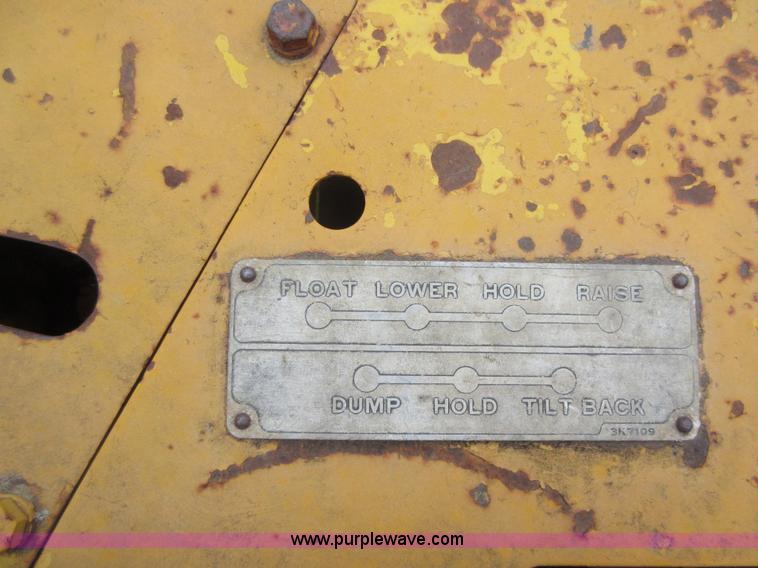 FLOAT LOWER HOLD RAISE
DUMP HOLD TILT BACK
3K7109
www.purplewave.com